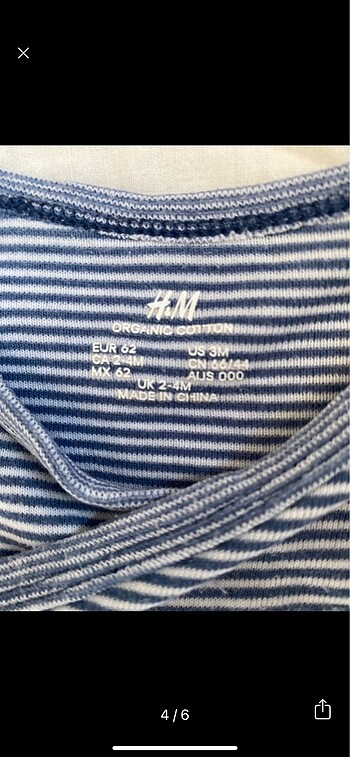 H&M
ORGANIC COTTON
EUR 62 US 3M
CA 2-4M CN 66/44
MX 62 AUS 000
UK 2-4M
MADE IN CHINA
4 / 6